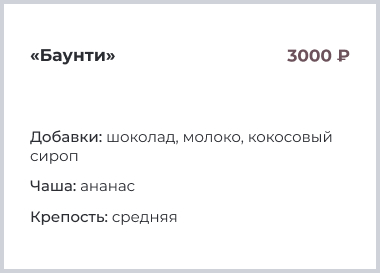 «Баунти» 3000 ₽
Добавки: шоколад, молоко, кокосовый
сироп
Чаша: ананас
Крепость: средняя